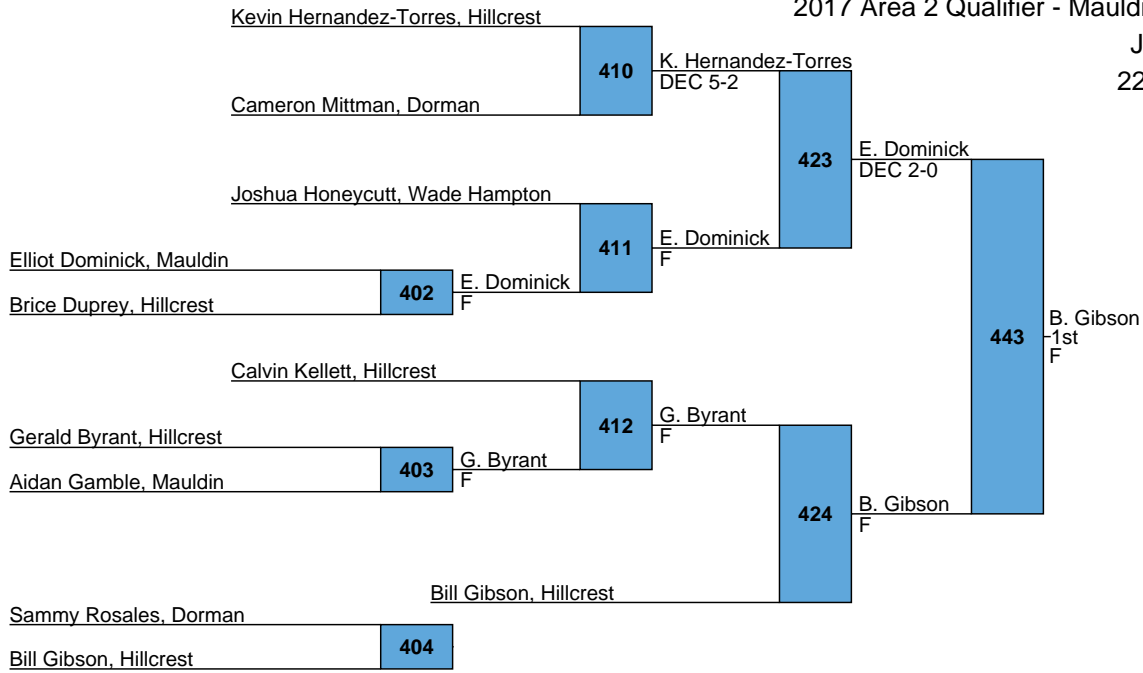 2017 Area 2 Qualifier - Mauldi
J
22
Kevin Hernandez-Torres, Hillcrest
410
K. Hernandez-Torres
DEC 5-2
Cameron Mittman, Dorman
423
E. Dominick
DEC 2-0
Joshua Honeycutt, Wade Hampton
411
E. Dominick
F
Elliot Dominick, Mauldin
402
E. Dominick
F
Brice Duprey, Hillcrest
443
B. Gibson
1st
F
Calvin Kellett, Hillcrest
412
G. Byrant
F
Gerald Byrant, Hillcrest
403
G. Byrant
F
Aidan Gamble, Mauldin
424
B. Gibson
F
Bill Gibson, Hillcrest
Sammy Rosales, Dorman
404
Bill Gibson, Hillcrest